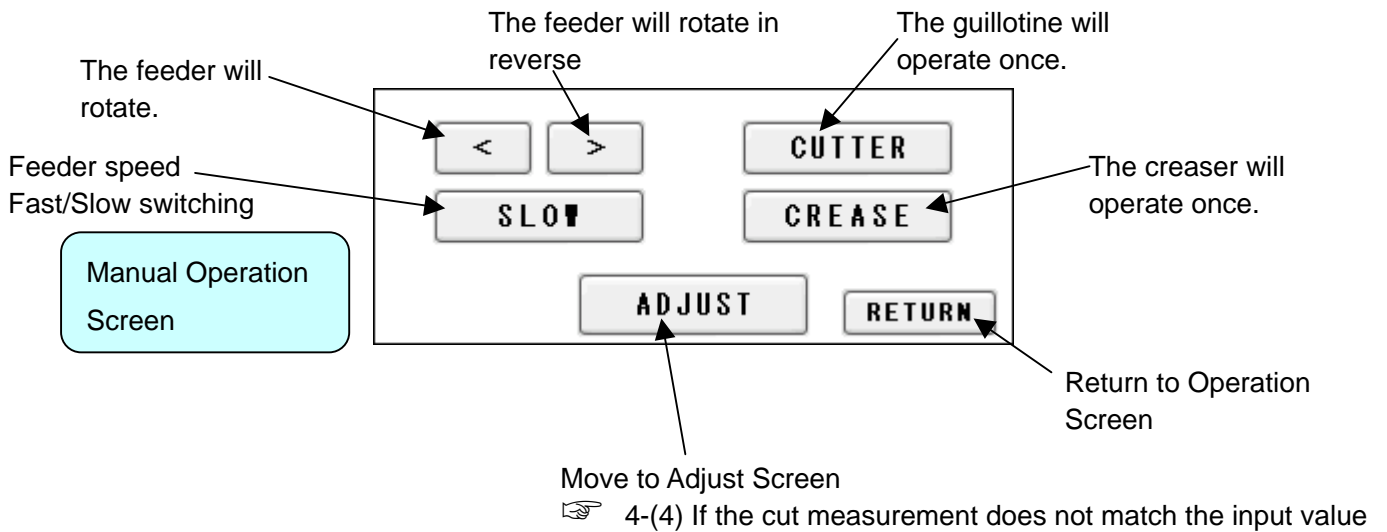 The feeder will rotate in
reverse
The guillotine will
operate once.
The feeder will
rotate.
< > CUTTER
Feeder speed
Fast/Slow switching
SLOW CREASE
The creaser will
operate once.
Manual Operation
Screen
ADJUST RETURN
Return to Operation
Screen
Move to Adjust Screen
☞ 4-(4) If the cut measurement does not match the input value